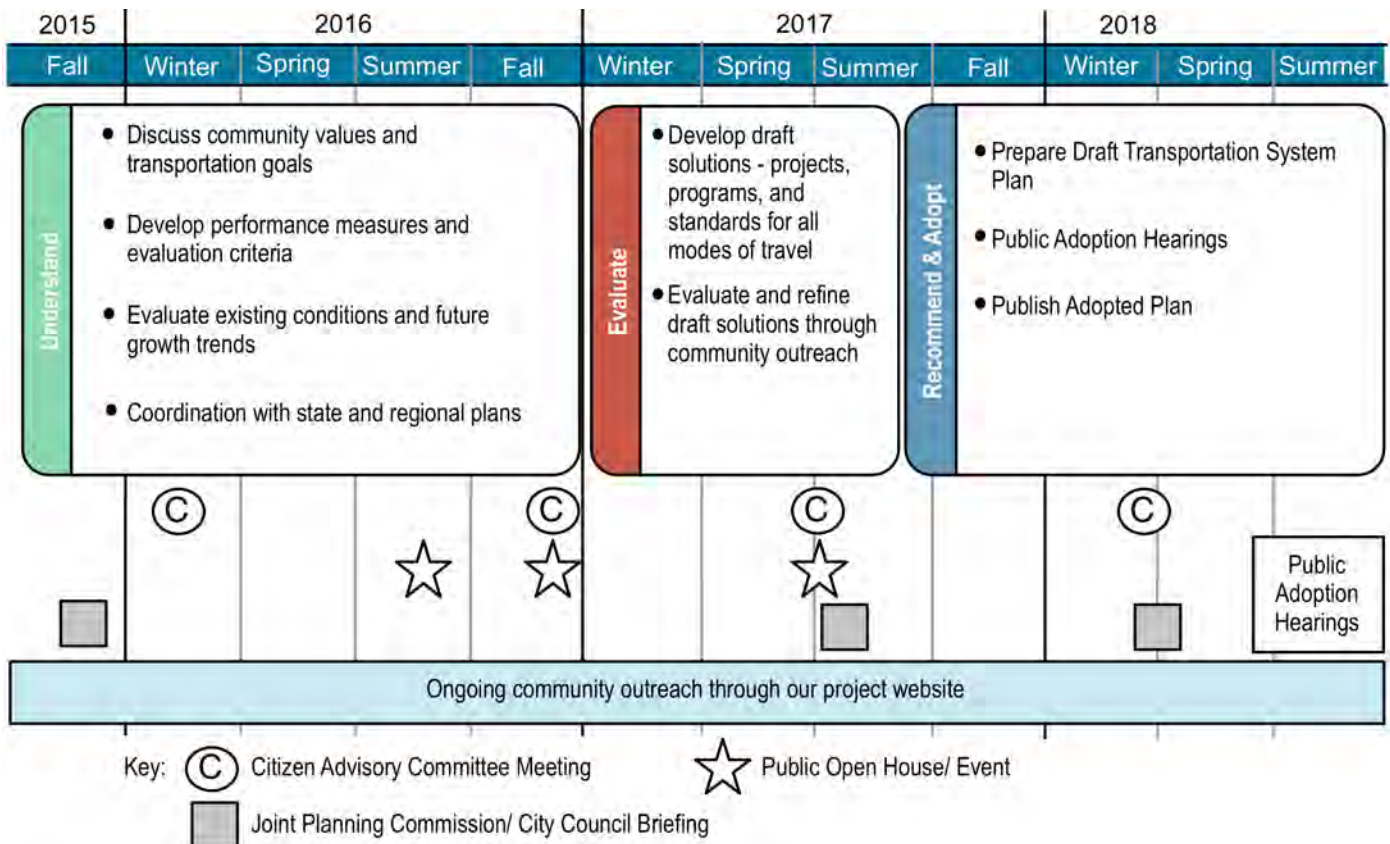 2015 2016 2017 2018
Fall Winter Spring Summer Fall Winter Spring Summer Fall Winter Spring Summer
Understand
• Discuss community values and
transportation goals
• Develop performance measures and
evaluation criteria
• Evaluate existing conditions and future
growth trends
• Coordination with state and regional plans
Evaluate
• Develop draft
solutions - projects,
programs, and
standards for all
modes of travel
• Evaluate and refine
draft solutions through
community outreach
Recommend & Adopt
• Prepare Draft Transportation System
Plan
• Public Adoption Hearings
• Publish Adopted Plan
C C C C
Public
Adoption
Hearings
Ongoing community outreach through our project website
Key: C Citizen Advisory Committee Meeting Public Open House/ Event
Joint Planning Commission/ City Council Briefing